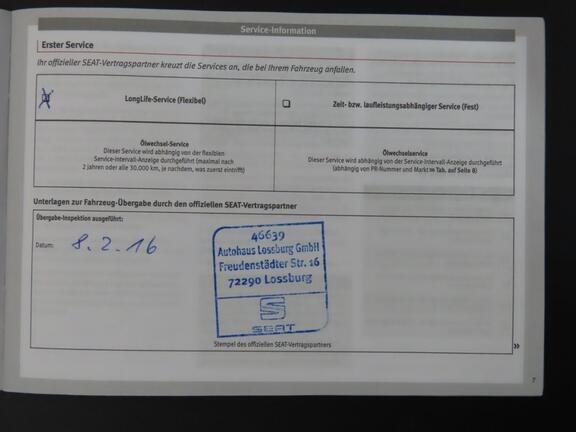 Service-Information
Erster Service
Ihr offizieller SEAT-Vertragspartner kreuzt die Services an, die bei Ihrem Fahrzeug anfallen.
LongLife-Service (Flexibel)
Zeit- bzw. laufleistungsabhängiger Service (Fest)
Ölwechsel-Service
Dieser Service wird abhängig von der flexiblen
Service-Intervall-Anzeige durchgeführt (maximal nach
2 Jahren oder alle 30.000 km, je nachdem, was zuerst eintrifft)
Ölwechselservice
Dieser Service wird abhängig von der Service-Intervall-Anzeige durchgeführt
(abhängig von PR-Nummer und Markt ››› Tab. auf Seite 8)
Unterlagen zur Fahrzeug-Übergabe durch den offiziellen SEAT-Vertragspartner
Übergabe-Inspektion ausgeführt:
Datum: 8.2.16
46639
Autohaus Lossburg GmbH
Freudenstädter Str. 16
72290 Lossburg
SEAT
Stempel des offiziellen SEAT-Vertragspartners
»
7